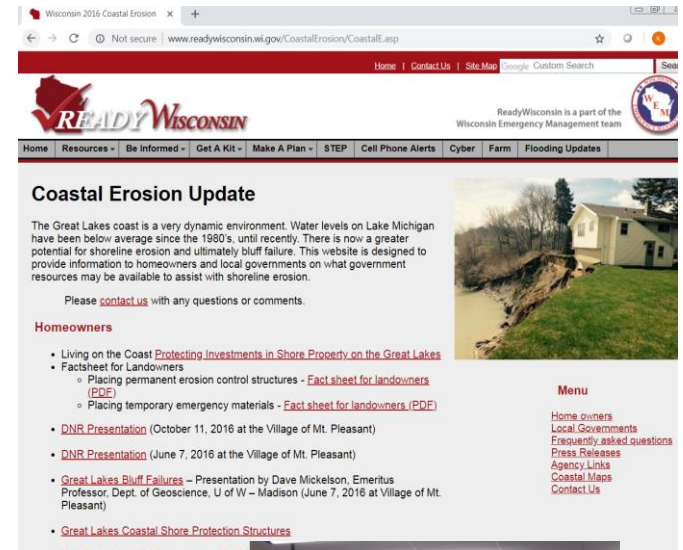 Wisconsin 2016 Coastal Erosion
Not secure | www.readywisconsin.wi.gov/CoastalErosion/CoastalE.asp
Home | Contact Us | Site Map Google Custom Search Sea
READY WISCONSIN
ReadyWisconsin is a part of the
Wisconsin Emergency Management team
WEM
Home Resources Be Informed Get A Kit Make A Plan STEP Cell Phone Alerts Cyber Farm Flooding Updates
Coastal Erosion Update
The Great Lakes coast is a very dynamic environment. Water levels on Lake Michigan
have been below average since the 1980's, until recently. There is now a greater
potential for shoreline erosion and ultimately bluff failure. This website is designed to
provide information to homeowners and local governments on what government
resources may be available to assist with shoreline erosion.
Please contact us with any questions or comments.
Homeowners
• Living on the Coast Protecting Investments in Shore Property on the Great Lakes
• Factsheet for Landowners
Placing permanent erosion control structures - Fact sheet for landowners
(PDF)
Placing temporary emergency materials - Fact sheet for landowners (PDF)
• DNR Presentation (October 11, 2016 at the Village of Mt. Pleasant)
• DNR Presentation (June 7, 2016 at the Village of Mt. Pleasant)
• Great Lakes Bluff Failures – Presentation by Dave Mickelson, Emeritus
Professor, Dept. of Geoscience, U of W – Madison (June 7, 2016 at Village of Mt.
Pleasant)
• Great Lakes Coastal Shore Protection Structures
Menu
Home owners
Local Governments
Frequently asked questions
Press Releases
Agency Links
Coastal Maps
Contact Us